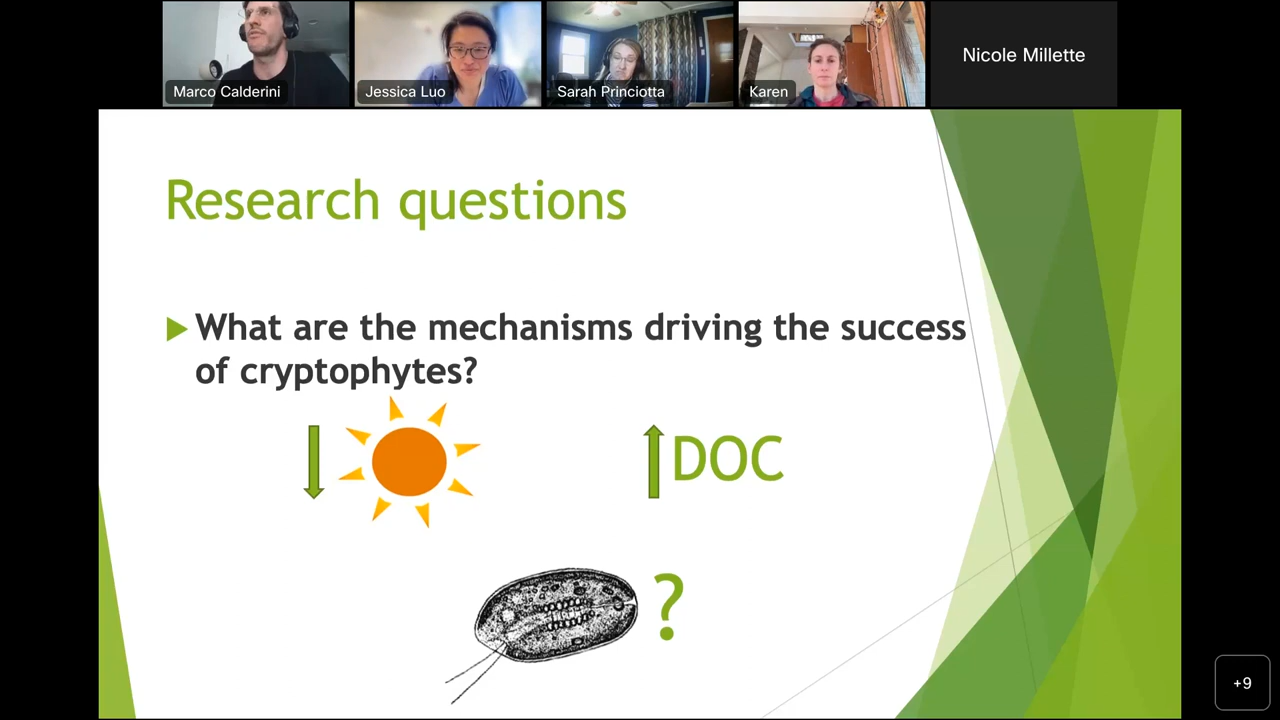 Marco Calderini
Jessica Luo
Sarah Princiotta
Karen
Nicole Millette
Research questions
What are the mechanisms driving the success
of cryptophytes?
DOC
?
+9